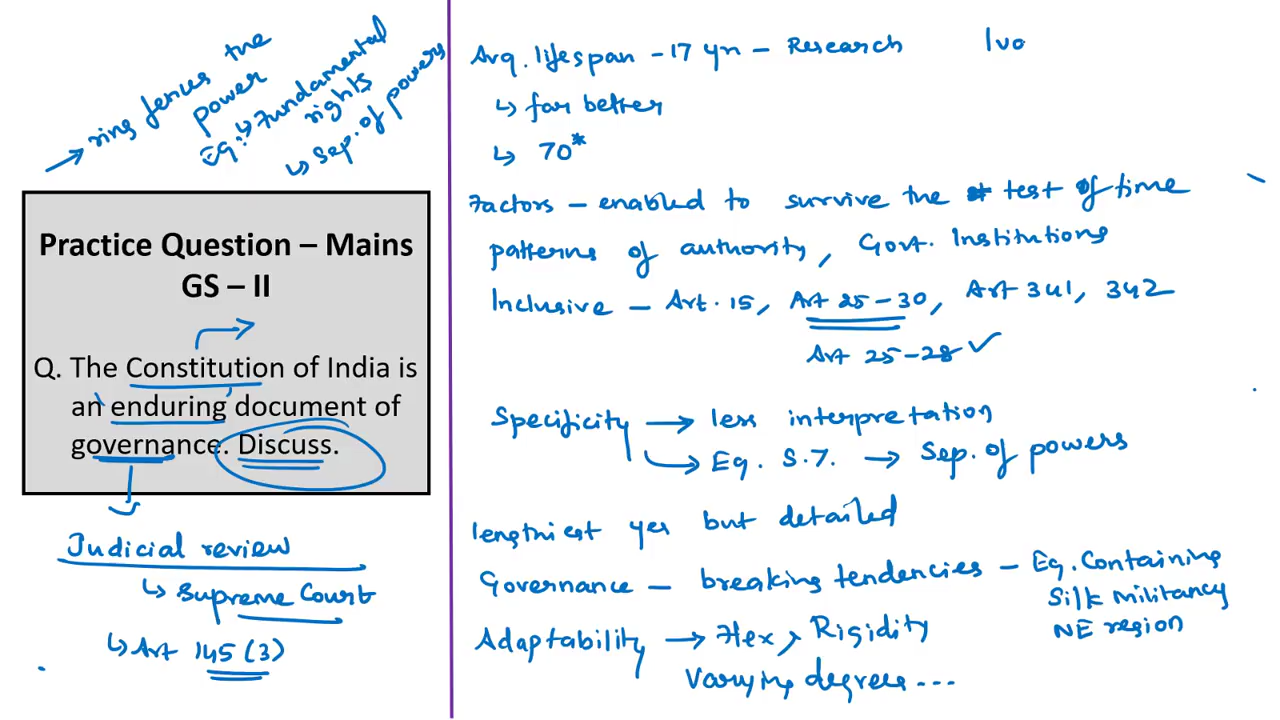 → ring fences the
power
Eg: ↳ Fundamental
rights
↳ Sep. of powers
Practice Question – Mains
GS – II
Q. The Constitution of India is
an enduring document of
governance. Discuss.
Judicial review
↳ Supreme Court
↳ Art 145 (3)
Avg. lifespan - 17 yrs - Research
↳ far better
↳ 70*
Factors - enabled to survive the test of time
patterns of authority, Govt. Institutions
Inclusive - Art. 15, Art 25-30, Art 341, 342
Art 25-28 ✓
Specificity → less interpretation
→ Eg. S.7. → Sep. of powers
lengthiest yes but detailed
Governance - breaking tendencies - Eg. Containing
Silk militancy
NE region
Adaptability → Flex, Rigidity
Varying degrees...